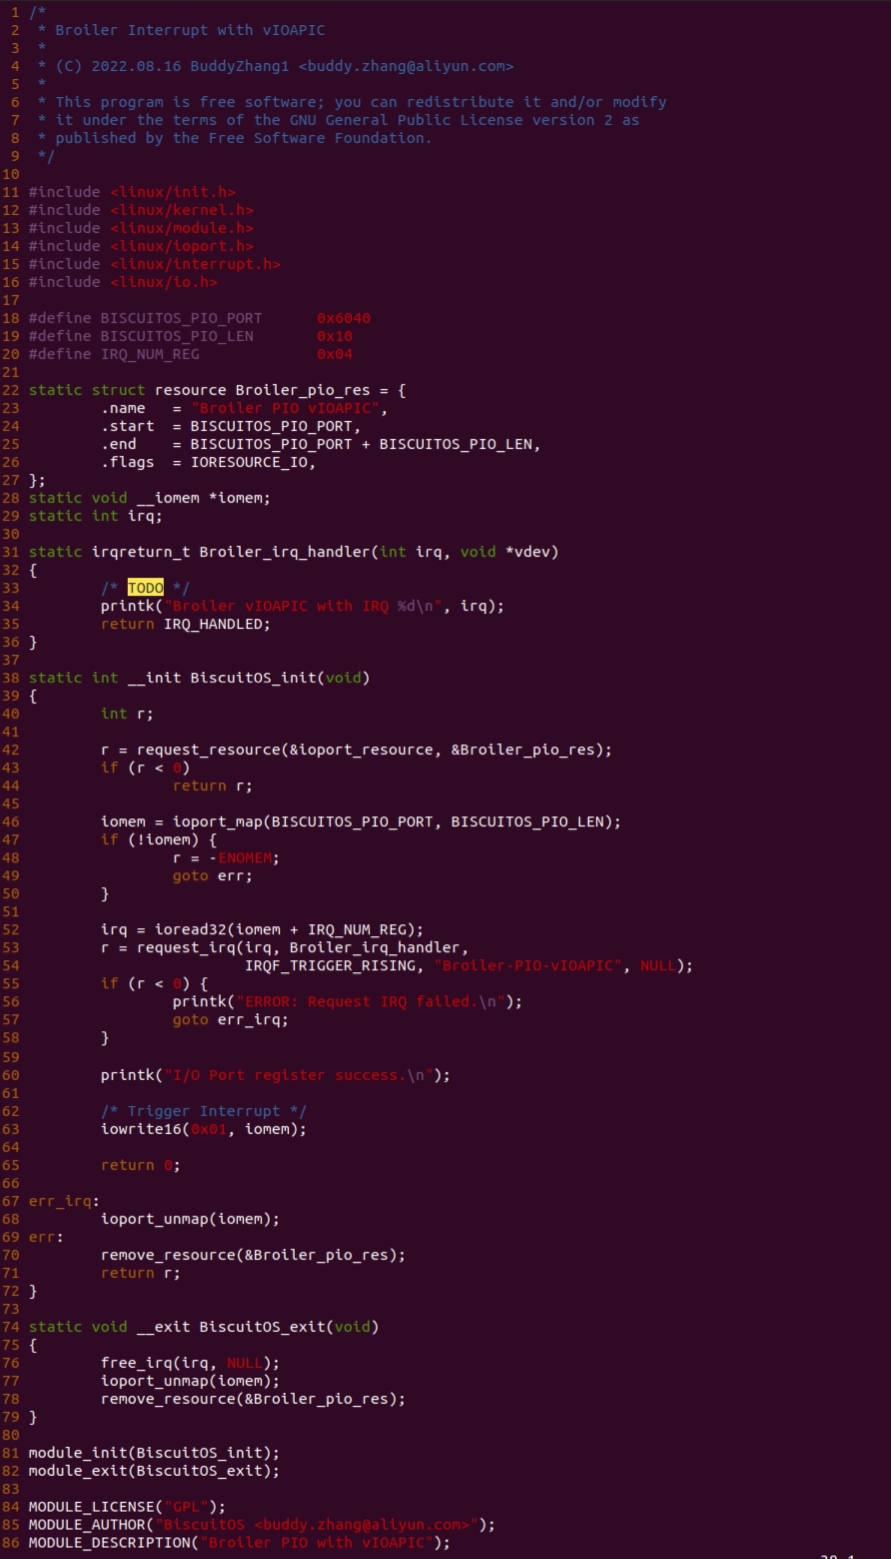 1 /*
2  * Broiler Interrupt with vIOAPIC
3  *
4  * (C) 2022.08.16 BuddyZhang1 <buddy.zhang@aliyun.com>
5  *
6  * This program is free software; you can redistribute it and/or modify
7  * it under the terms of the GNU General Public License version 2 as
8  * published by the Free Software Foundation.
9  */
10
11 #include <linux/init.h>
12 #include <linux/kernel.h>
13 #include <linux/module.h>
14 #include <linux/ioport.h>
15 #include <linux/interrupt.h>
16 #include <linux/io.h>
17
18 #define BISCUITOS_PIO_PORT      0x6040
19 #define BISCUITOS_PIO_LEN       0x10
20 #define IRQ_NUM_REG             0x04
21
22 static struct resource Broiler_pio_res = {
23         .name   = "Broiler PIO vIOAPIC",
24         .start  = BISCUITOS_PIO_PORT,
25         .end    = BISCUITOS_PIO_PORT + BISCUITOS_PIO_LEN,
26         .flags  = IORESOURCE_IO,
27 };
28 static void __iomem *iomem;
29 static int irq;
30
31 static irqreturn_t Broiler_irq_handler(int irq, void *vdev)
32 {
33         /* TODO */
34         printk("Broiler vIOAPIC with IRQ %d\n", irq);
35         return IRQ_HANDLED;
36 }
37
38 static int __init BiscuitOS_init(void)
39 {
40         int r;
41
42         r = request_resource(&ioport_resource, &Broiler_pio_res);
43         if (r < 0)
44                 return r;
45
46         iomem = ioport_map(BISCUITOS_PIO_PORT, BISCUITOS_PIO_LEN);
47         if (!iomem) {
48                 r = -ENOMEM;
49                 goto err;
50         }
51
52         irq = ioread32(iomem + IRQ_NUM_REG);
53         r = request_irq(irq, Broiler_irq_handler,
54                         IRQF_TRIGGER_RISING, "Broiler-PIO-vIOAPIC", NULL);
55         if (r < 0) {
56                 printk("ERROR: Request IRQ failed.\n");
57                 goto err_irq;
58         }
59
60         printk("I/O Port register success.\n");
61
62         /* Trigger Interrupt */
63         iowrite16(0x01, iomem);
64
65         return 0;
66
67 err_irq:
68         ioport_unmap(iomem);
69 err:
70         remove_resource(&Broiler_pio_res);
71         return r;
72 }
73
74 static void __exit BiscuitOS_exit(void)
75 {
76         free_irq(irq, NULL);
77         ioport_unmap(iomem);
78         remove_resource(&Broiler_pio_res);
79 }
80
81 module_init(BiscuitOS_init);
82 module_exit(BiscuitOS_exit);
83
84 MODULE_LICENSE("GPL");
85 MODULE_AUTHOR("BiscuitOS <buddy.zhang@aliyun.com>");
86 MODULE_DESCRIPTION("Broiler PIO with vIOAPIC");